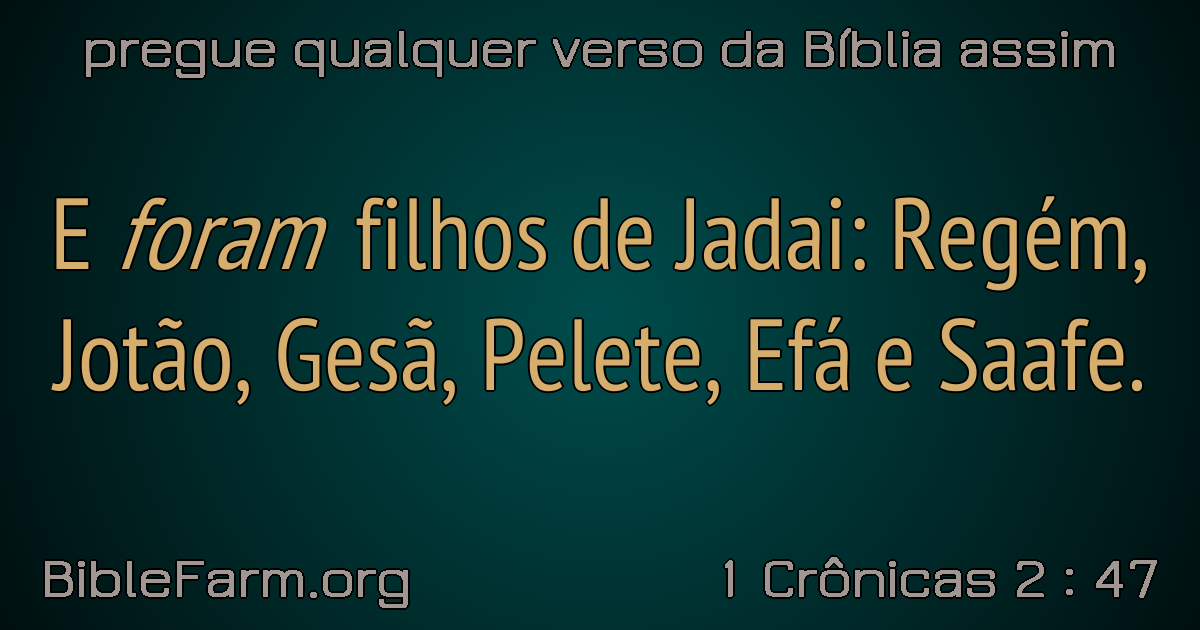 pregue qualquer verso da Bíblia assim
E foram filhos de Jadai: Regém,
Jotão, Gesã, Pelete, Efá e Saafe.
BibleFarm.org
1 Crônicas 2 : 47